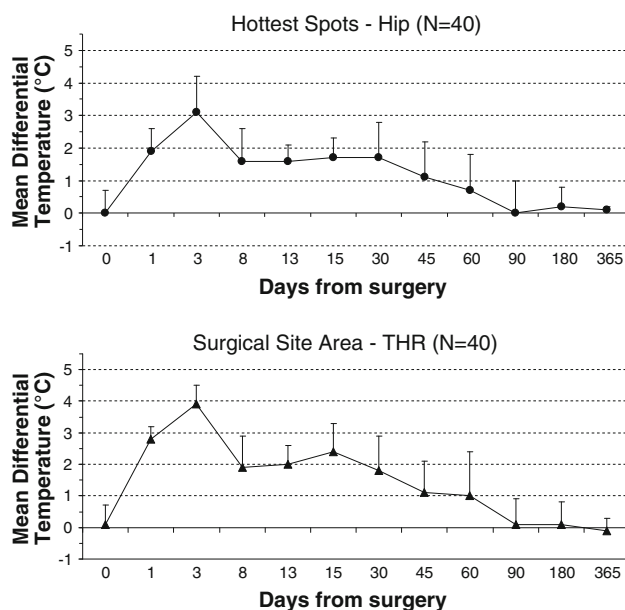 Hottest Spots - Hip (N=40)
Mean Differential
Temperature (°C)
5
4
3
2
1
0
-1
0 1 3 8 13 15 30 45 60 90 180 365
Days from surgery
Surgical Site Area - THR (N=40)
Mean Differential
Temperature (°C)
5
4
3
2
1
0
-1
0 1 3 8 13 15 30 45 60 90 180 365
Days from surgery